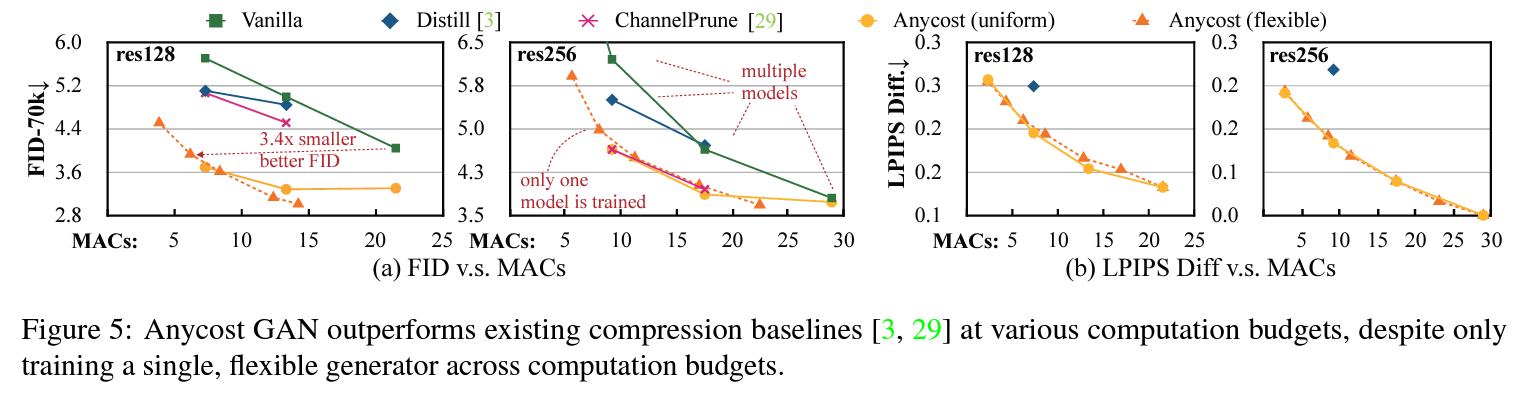 Vanilla Distill [3] ChannelPrune [29] Anycost (uniform) Anycost (flexible)
FID-70k↓
6.0
5.2
4.4
3.6
2.8
res128
3.4x smaller
better FID
MACs: 5 10 15 20 25
6.5
5.8
5.0
4.3
3.5
res256
multiple
models
only one
model is trained
MACs: 5 10 15 20 25 30
(a) FID v.s. MACs
LPIPS Diff.↓
0.3
0.3
0.2
0.2
0.1
res128
MACs: 5 10 15 20 25
0.3
0.2
0.2
0.1
0.0
res256
5 10 15 20 25 30
(b) LPIPS Diff v.s. MACs
Figure 5: Anycost GAN outperforms existing compression baselines [3, 29] at various computation budgets, despite only
training a single, flexible generator across computation budgets.